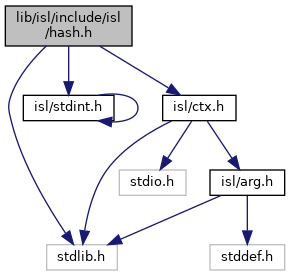 lib/isl/include/isl
/hash.h
isl/stdint.h
isl/ctx.h
stdio.h
isl/arg.h
stdlib.h
stddef.h